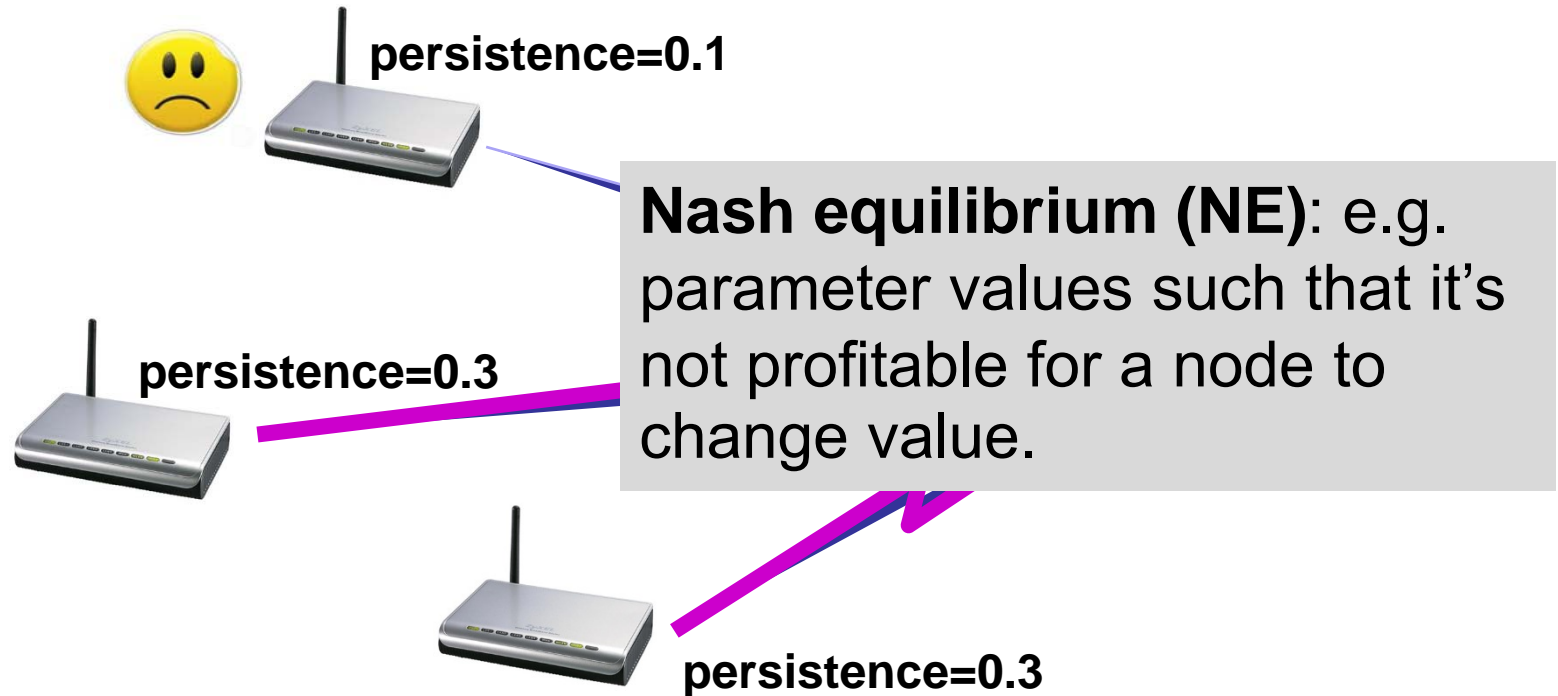 persistence=0.1
Nash equilibrium (NE): e.g.
parameter values such that it’s
not profitable for a node to
change value.
persistence=0.3
persistence=0.3